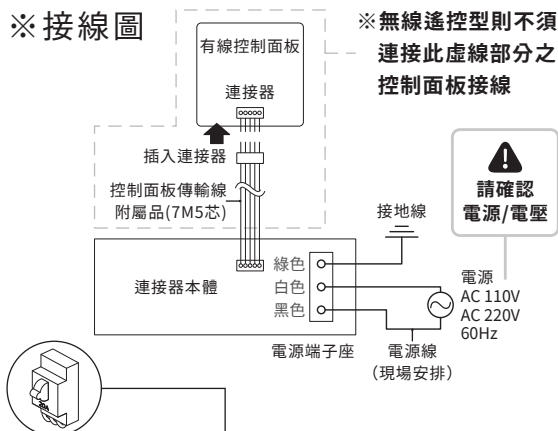 ※接線圖
※無線遙控型則不須
連接此虛線部分之
控制面板接線
有線控制面板
連接器
插入連接器
控制面板傳輸線
附屬品(7M5芯)
請確認
電源/電壓
接地線
連接器本體
綠色
白色
黑色
電源
AC 110V
AC 220V
60Hz
電源端子座
電源線
（現場安排）
20A